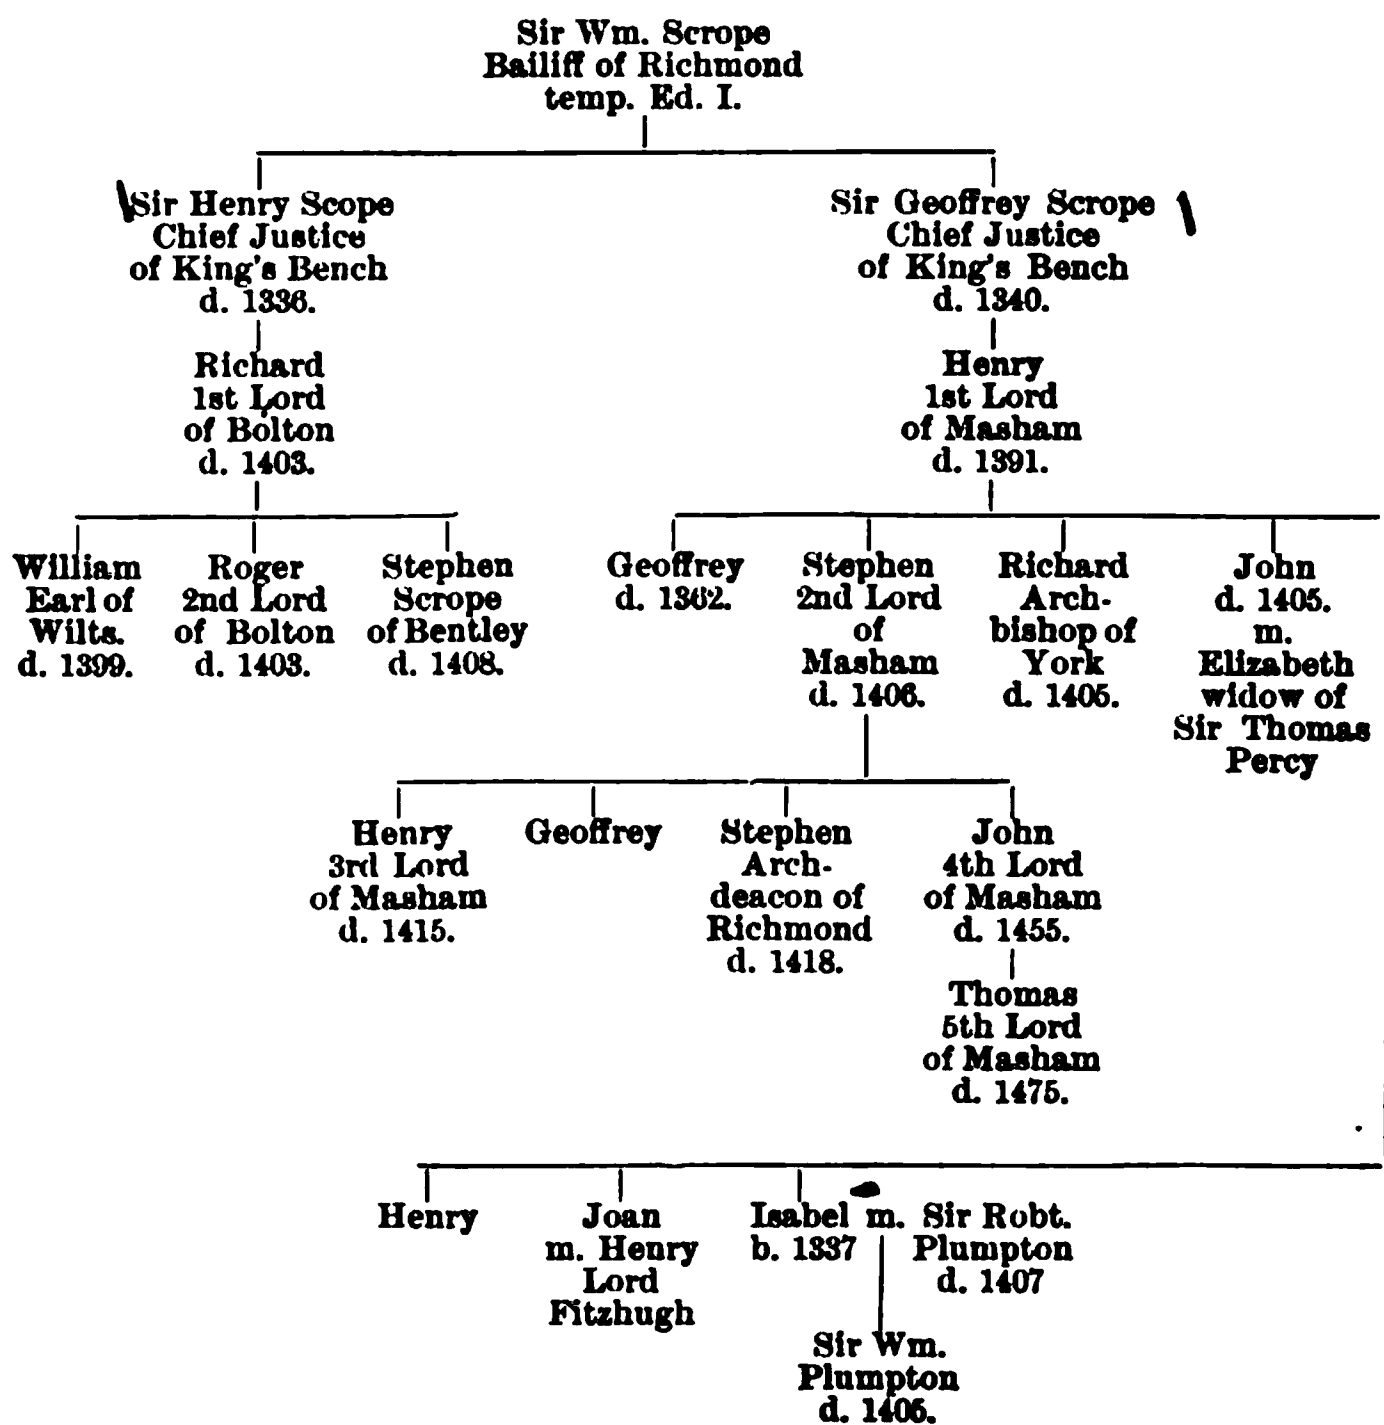 Sir Wm. Scrope
Bailiff of Richmond
temp. Ed. I.
Sir Henry Scope
Chief Justice
of King's Bench
d. 1336.
Sir Geoffrey Scrope
Chief Justice
of King's Bench
d. 1340.
Richard
1st Lord
of Bolton
d. 1403.
Henry
1st Lord
of Masham
d. 1391.
William
Earl of
Wilts.
d. 1399.
Roger
2nd Lord
of Bolton
d. 1403.
Stephen
Scrope
of Bentley
d. 1408.
Geoffrey
d. 1362.
Stephen
2nd Lord
of
Masham
d. 1406.
Richard
Arch-
bishop of
York
d. 1405.
John
d. 1405.
m.
Elizabeth
widow of
Sir Thomas
Percy
Henry
3rd Lord
of Masham
d. 1415.
Geoffrey
Stephen
Arch-
deacon of
Richmond
d. 1418.
John
4th Lord
of Masham
d. 1455.
Thomas
5th Lord
of Masham
d. 1475.
Henry
Joan
m. Henry
Lord
Fitzhugh
Isabel m. Sir Robt.
b. 1337 Plumpton
d. 1407
Sir Wm.
Plumpton
d. 1405.